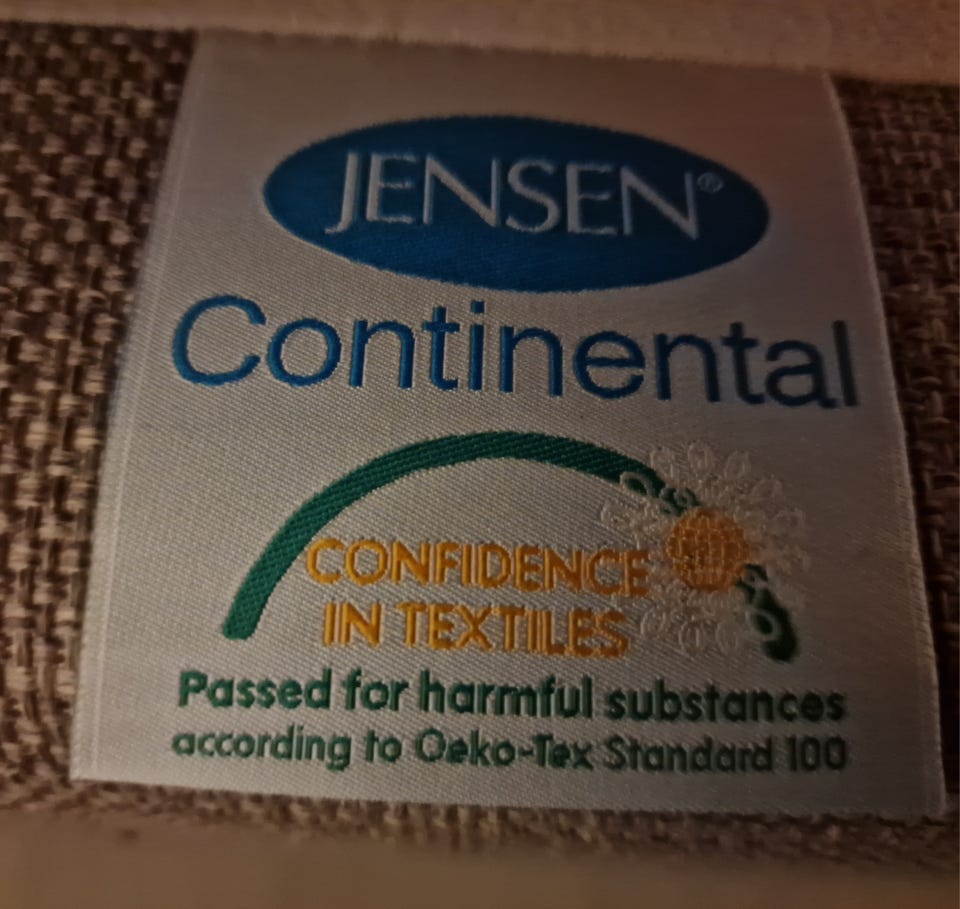 JENSEN®
Continental
CONFIDENCE
IN TEXTILES
Passed for harmful substances
according to Oeko-Tex Standard 100